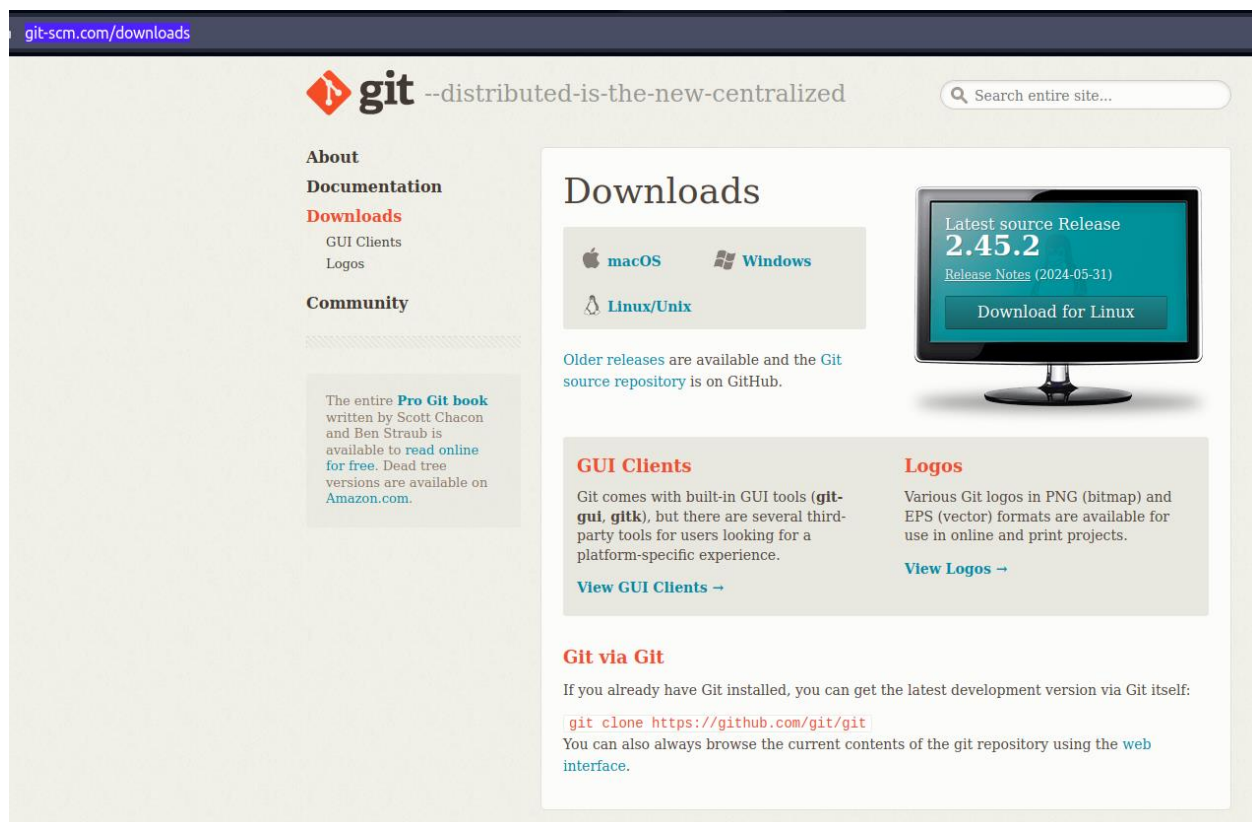 git-scm.com/downloads
git --distributed-is-the-new-centralized
Search entire site...
About
Documentation
Downloads
GUI Clients
Logos
Community
The entire Pro Git book
written by Scott Chacon
and Ben Straub is
available to read online
for free. Dead tree
versions are available on
Amazon.com.
Downloads
macOS
Windows
Linux/Unix
Older releases are available and the Git
source repository is on GitHub.
Latest source Release
2.45.2
Release Notes (2024-05-31)
Download for Linux
GUI Clients
Git comes with built-in GUI tools (git-
gui, gitk), but there are several third-
party tools for users looking for a
platform-specific experience.
View GUI Clients →
Logos
Various Git logos in PNG (bitmap) and
EPS (vector) formats are available for
use in online and print projects.
View Logos →
Git via Git
If you already have Git installed, you can get the latest development version via Git itself:
git clone https://github.com/git/git
You can also always browse the current contents of the git repository using the web
interface.